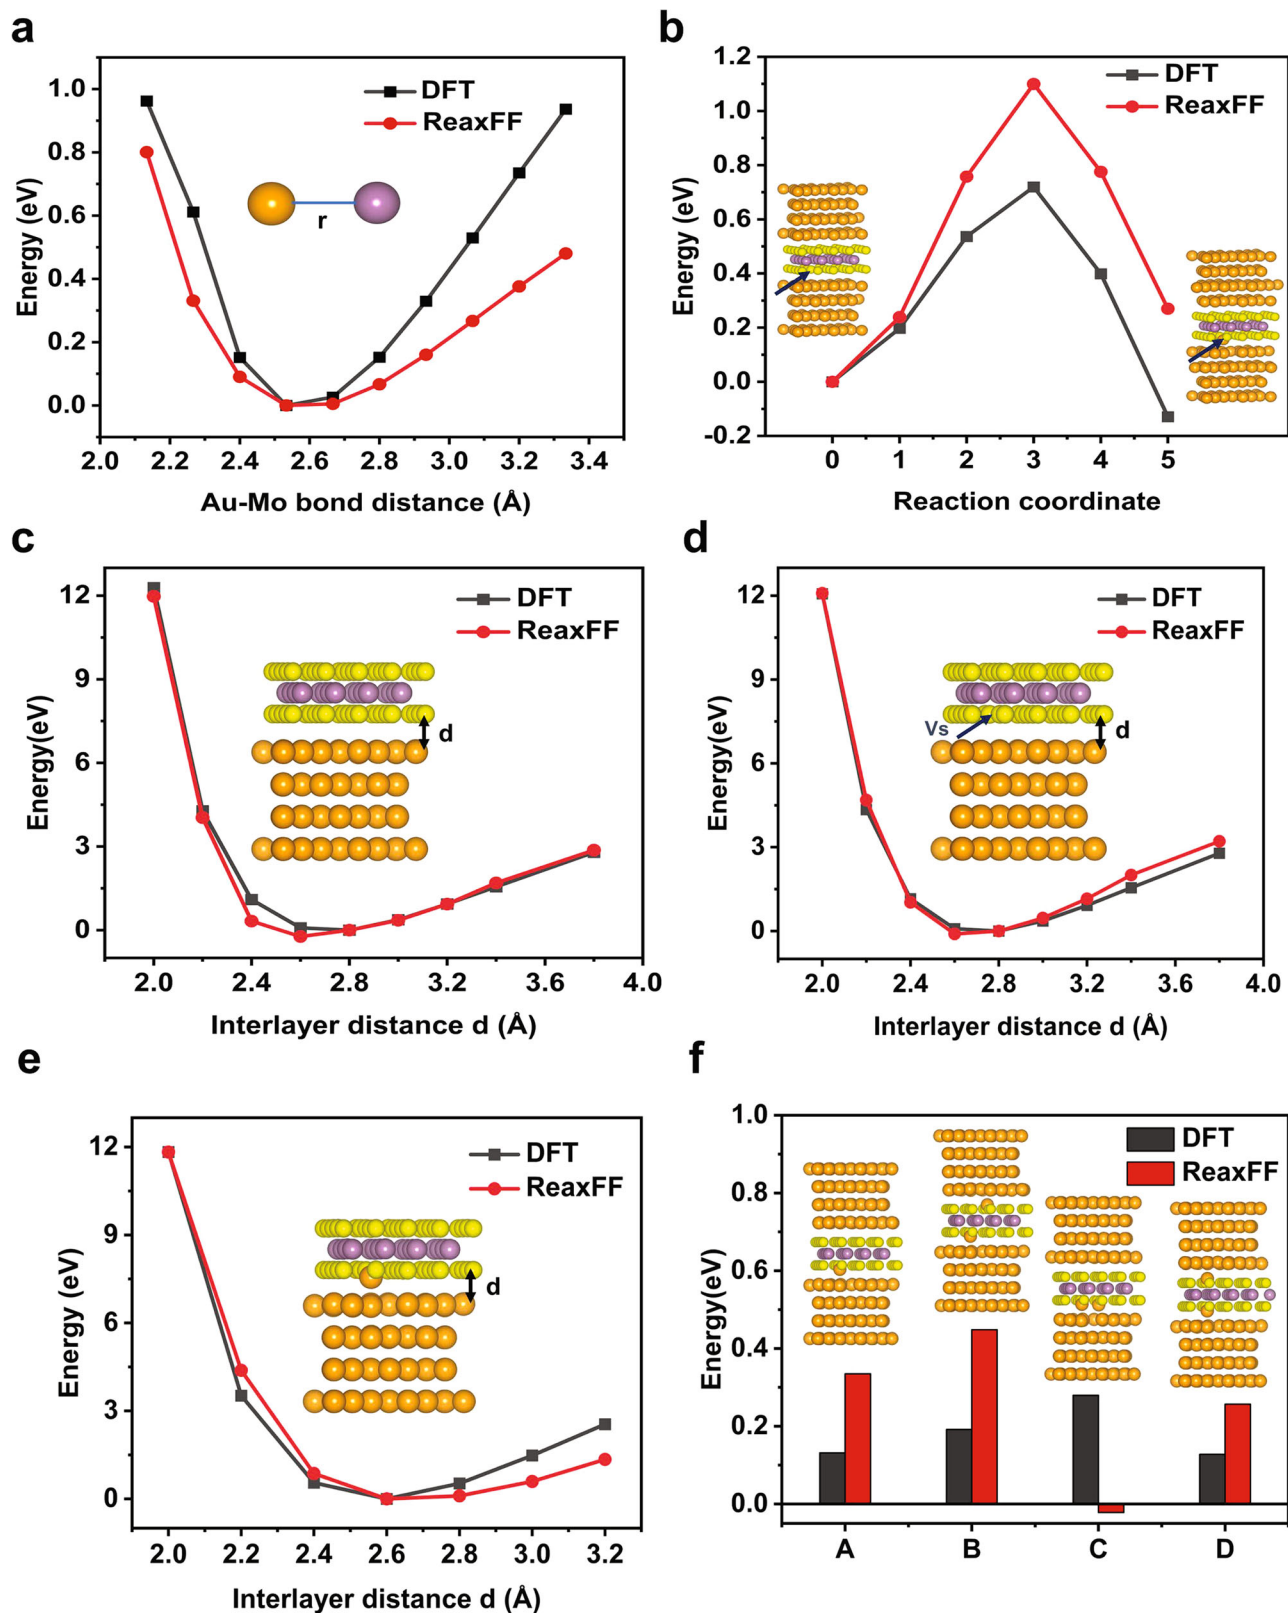 a
DFT
ReaxFF
r
Energy (eV)
1.0
0.8
0.6
0.4
0.2
0.0
2.0 2.2 2.4 2.6 2.8 3.0 3.2 3.4
Au-Mo bond distance (Å)
b
DFT
ReaxFF
Energy (eV)
1.2
1.0
0.8
0.6
0.4
0.2
0.0
-0.2
0 1 2 3 4 5
Reaction coordinate
c
DFT
ReaxFF
d
Energy(eV)
12
9
6
3
0
2.0 2.4 2.8 3.2 3.6 4.0
Interlayer distance d (Å)
d
DFT
ReaxFF
Vs
d
Energy(eV)
12
9
6
3
0
2.0 2.4 2.8 3.2 3.6 4.0
Interlayer distance d (Å)
e
DFT
ReaxFF
d
Energy (eV)
12
9
6
3
0
2.0 2.2 2.4 2.6 2.8 3.0 3.2
Interlayer distance d (Å)
f
DFT
ReaxFF
Energy(eV)
1.0
0.8
0.6
0.4
0.2
0.0
A B C D